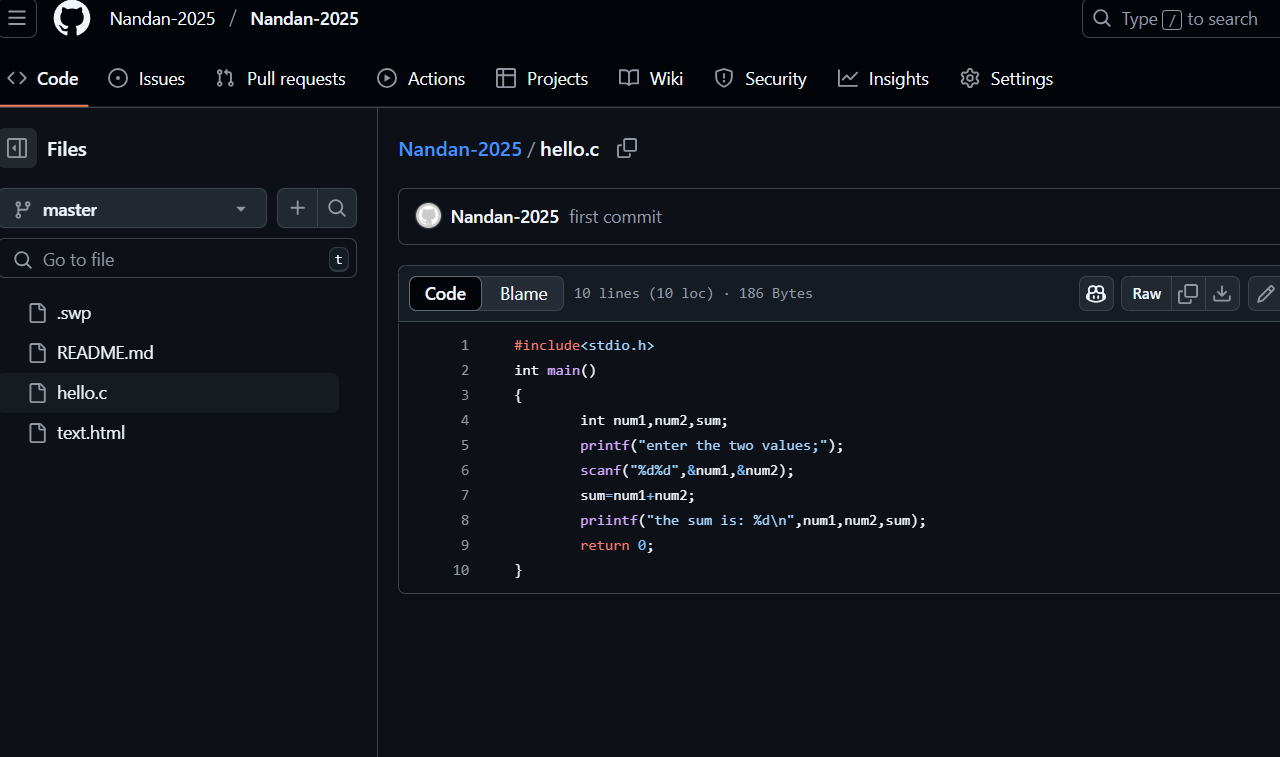 Nandan-2025 / Nandan-2025
Type / to search
Code Issues Pull requests Actions Projects Wiki Security Insights Settings
Files
master
Go to file t
.swp
README.md
hello.c
text.html
Nandan-2025 / hello.c
Nandan-2025 first commit
Code Blame 10 lines (10 loc) · 186 Bytes Raw
1 #include<stdio.h>
2 int main()
3 {
4 int num1,num2,sum;
5 printf("enter the two values;");
6 scanf("%d%d",&num1,&num2);
7 sum=num1+num2;
8 priintf("the sum is: %d\n",num1,num2,sum);
9 return 0;
10 }